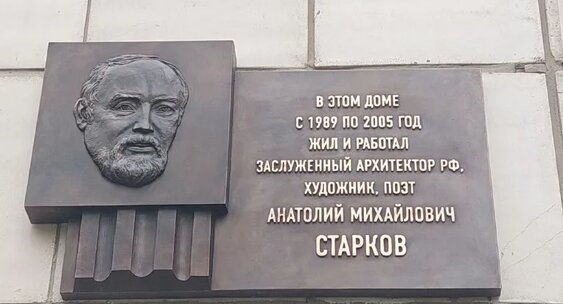 В ЭТОМ ДОМЕ
С 1989 ПО 2005 ГОД
ЖИЛ И РАБОТАЛ
ЗАСЛУЖЕННЫЙ АРХИТЕКТОР РФ,
ХУДОЖНИК, ПОЭТ
АНАТОЛИЙ МИХАЙЛОВИЧ
СТАРКОВ